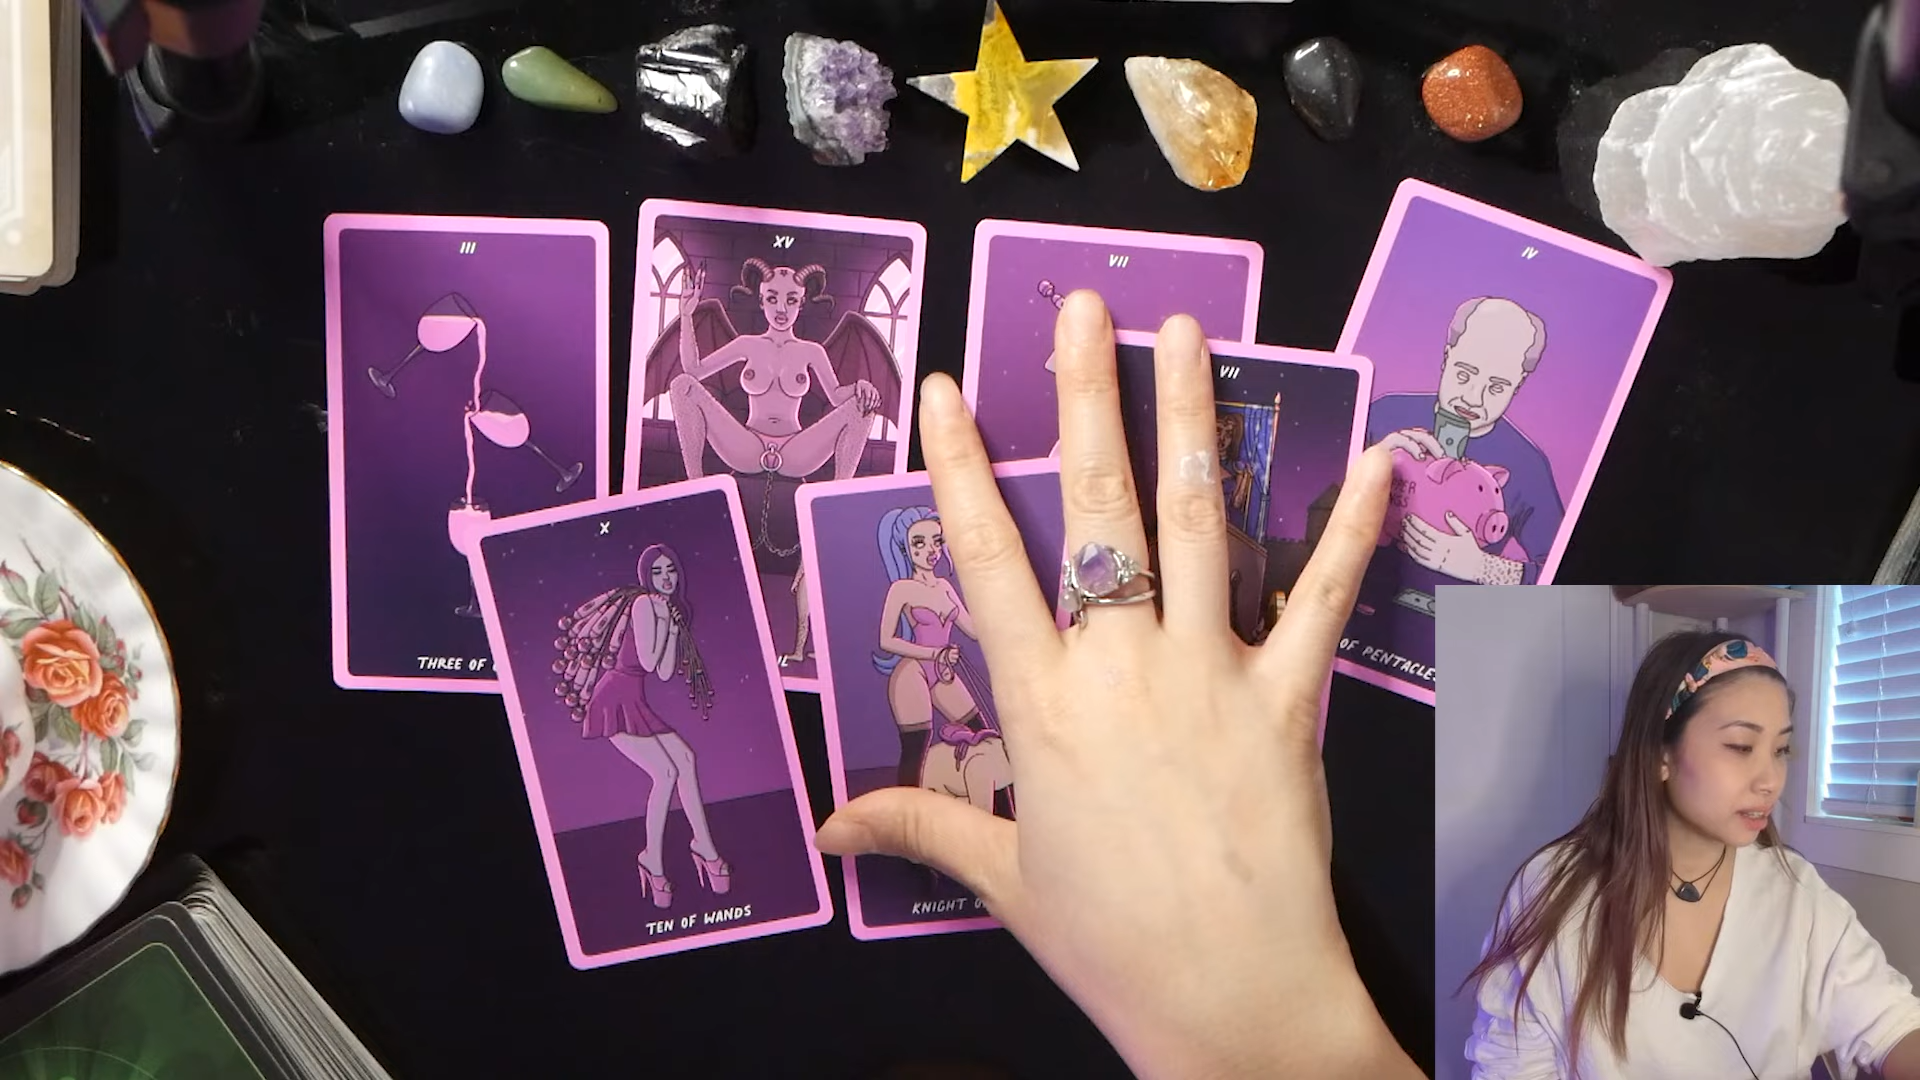 III
XV
VII
IV
VII
THREE OF
X
OF PENTACLES
TEN OF WANDS
KNIGHT